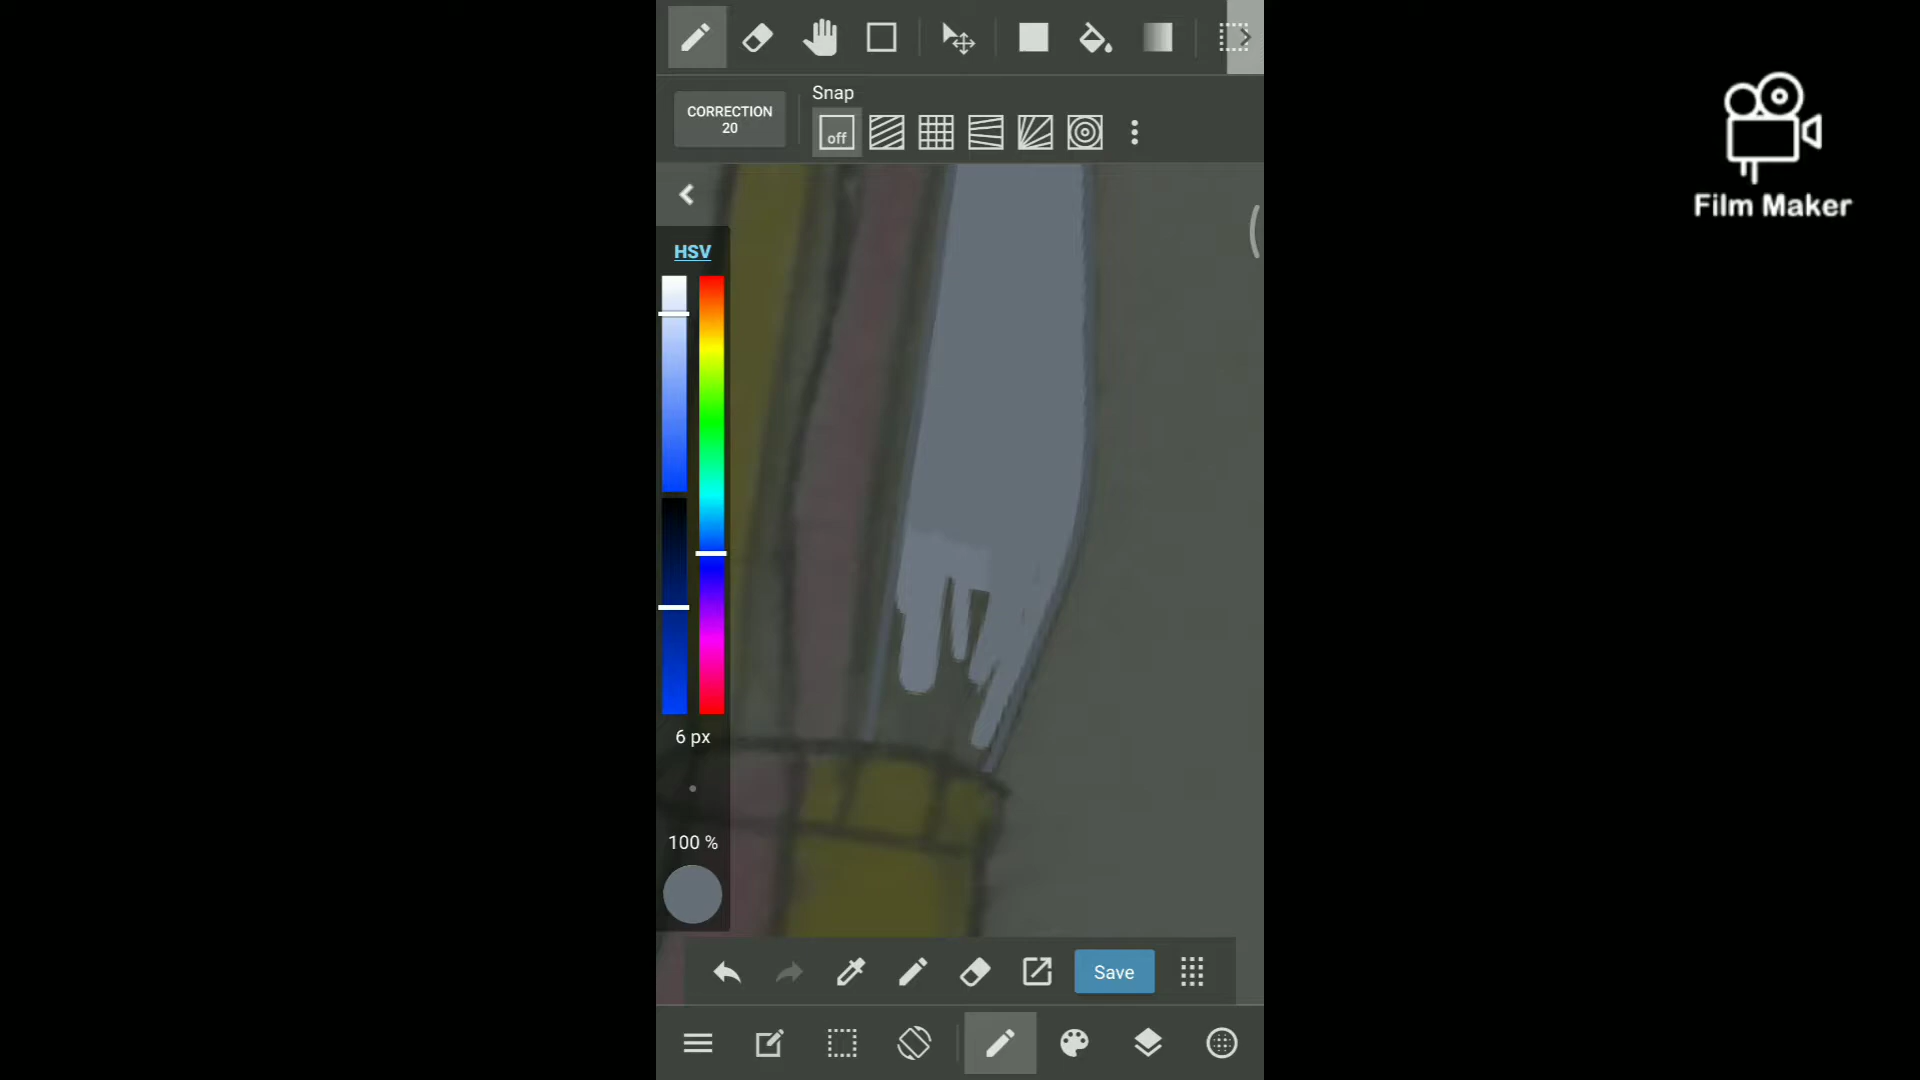 CORRECTION
20
Snap
off
HSV
6 px
100 %
Save
Film Maker